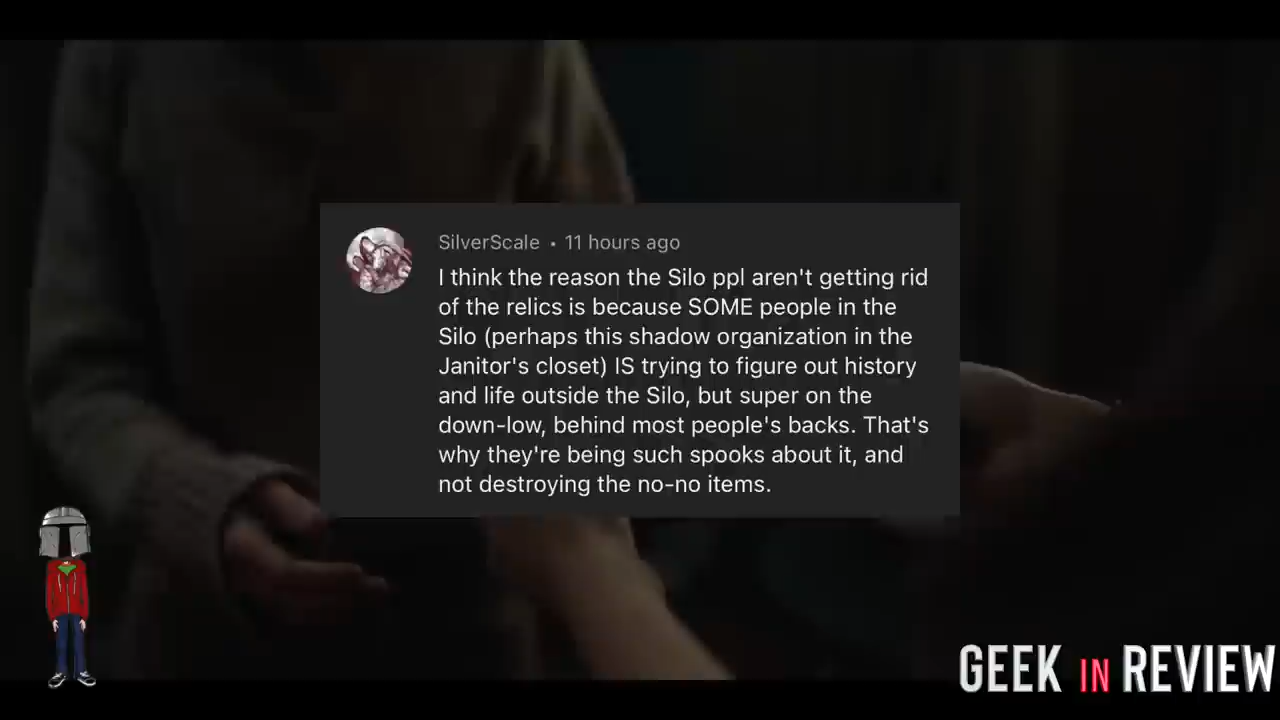 SilverScale • 11 hours ago
I think the reason the Silo ppl aren't getting rid
of the relics is because SOME people in the
Silo (perhaps this shadow organization in the
Janitor's closet) IS trying to figure out history
and life outside the Silo, but super on the
down-low, behind most people's backs. That's
why they're being such spooks about it, and
not destroying the no-no items.
GEEK IN REVIEW